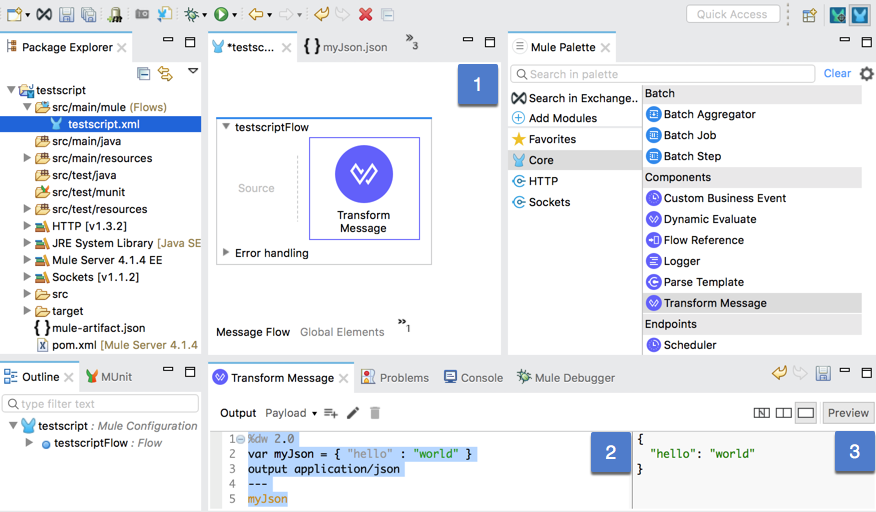 Quick Access
Package Explorer
testscript
src/main/mule (Flows)
testscript.xml
src/main/java
src/main/resources
src/test/java
src/test/munit
src/test/resources
HTTP [v1.3.2]
JRE System Library [Java SE
Mule Server 4.1.4 EE
Sockets [v1.1.2]
src
target
mule-artifact.json
pom.xml [Mule Server 4.1.4
*testsc...
{ } myJson.json
»3
1
testscriptFlow
Source
Transform
Message
Error handling
Message Flow Global Elements »1
Mule Palette
Search in palette
Clear
Search in Exchange..
Add Modules
Favorites
Core
HTTP
Sockets
Batch
Batch Aggregator
Batch Job
Batch Step
Components
Custom Business Event
Dynamic Evaluate
Flow Reference
Logger
Parse Template
Transform Message
Endpoints
Scheduler
Outline
MUnit
type filter text
testscript : Mule Configuration
testscriptFlow : Flow
Transform Message
Problems
Console
Mule Debugger
Output Payload
Preview
1 %dw 2.0
2 var myJson = { "hello" : "world" }
3 output application/json
4 ---
5 myJson
2
{
"hello": "world"
}
3